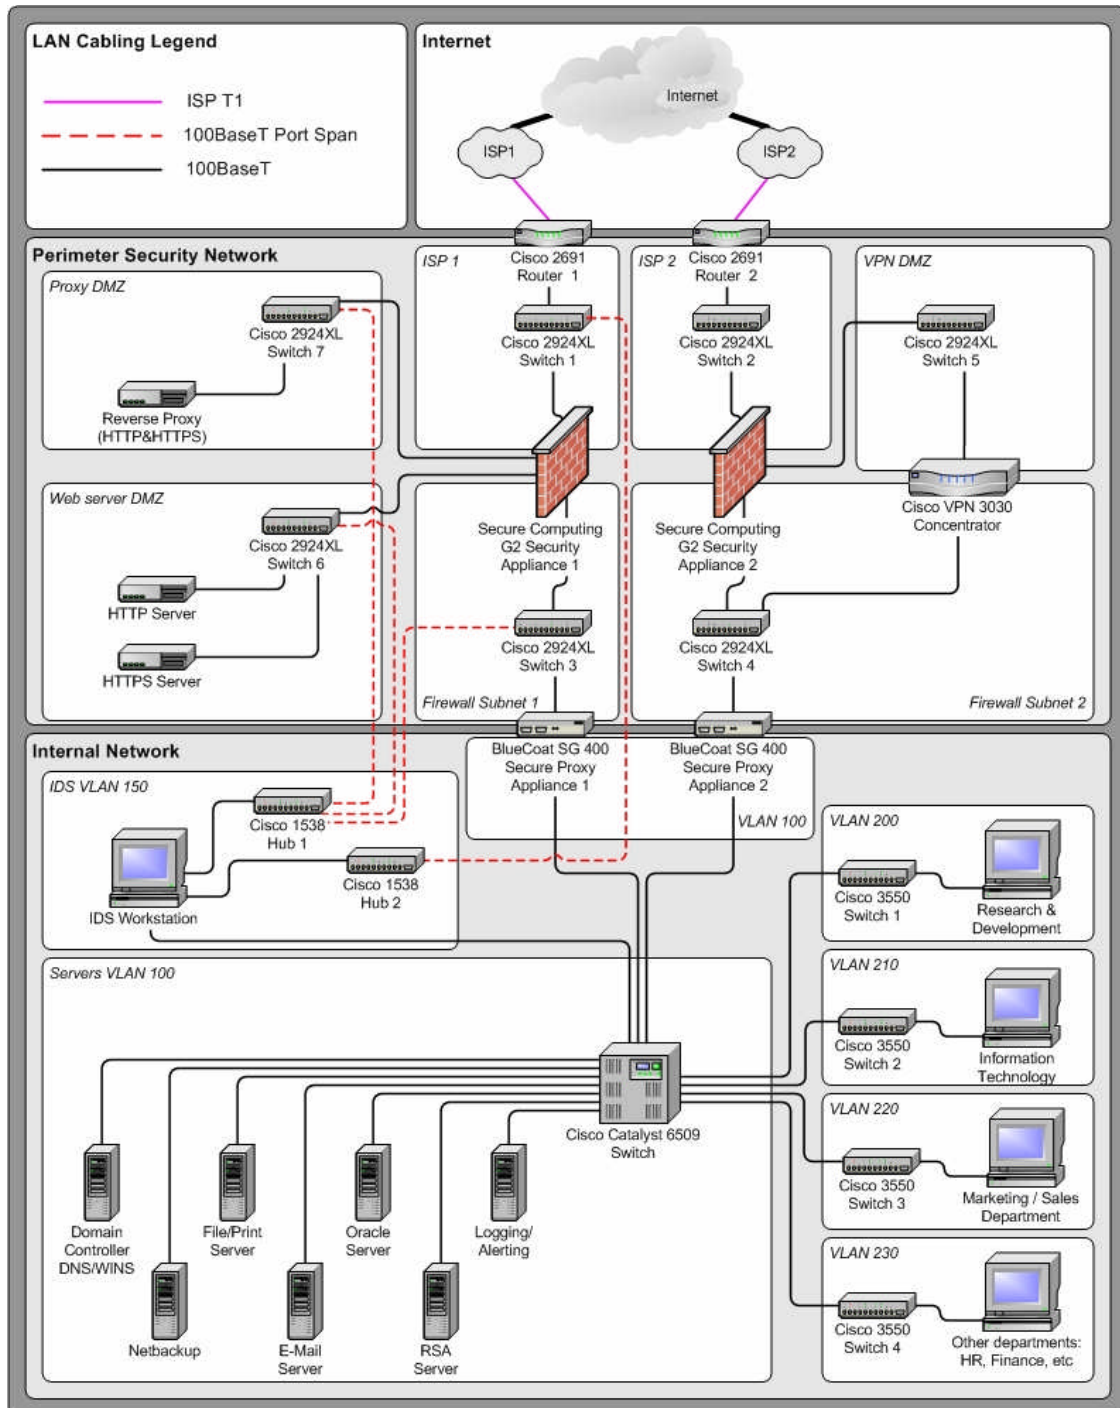 LAN Cabling Legend
ISP T1
100BaseT Port Span
100BaseT
Internet
Internet
ISP1
ISP2
Perimeter Security Network
Proxy DMZ
Cisco 2924XL
Switch 7
Reverse Proxy
(HTTP&HTTPS)
ISP 1
Cisco 2691
Router 1
Cisco 2924XL
Switch 1
ISP 2
Cisco 2691
Router 2
Cisco 2924XL
Switch 2
VPN DMZ
Cisco 2924XL
Switch 5
Cisco VPN 3030
Concentrator
Web server DMZ
Cisco 2924XL
Switch 6
HTTP Server
HTTPS Server
Secure Computing
G2 Security
Appliance 1
Cisco 2924XL
Switch 3
Firewall Subnet 1
Secure Computing
G2 Security
Appliance 2
Cisco 2924XL
Switch 4
Firewall Subnet 2
Internal Network
IDS VLAN 150
Cisco 1538
Hub 1
Cisco 1538
Hub 2
IDS Workstation
BlueCoat SG 400
Secure Proxy
Appliance 1
BlueCoat SG 400
Secure Proxy
Appliance 2
VLAN 100
VLAN 200
Cisco 3550
Switch 1
Research &
Development
VLAN 210
Cisco 3550
Switch 2
Information
Technology
VLAN 220
Cisco 3550
Switch 3
Marketing / Sales
Department
VLAN 230
Cisco 3550
Switch 4
Other departments:
HR, Finance, etc
Servers VLAN 100
Cisco Catalyst 6509
Switch
Domain
Controller
DNS/WINS
File/Print
Server
Oracle
Server
Logging/
Alerting
Netbackup
E-Mail
Server
RSA
Server